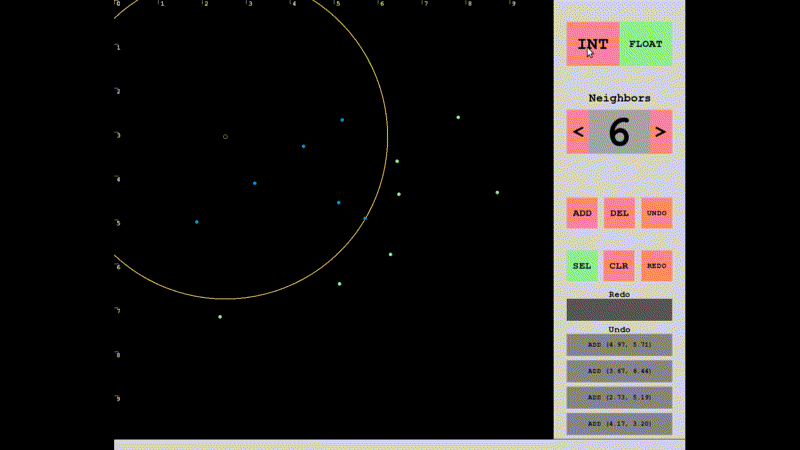 0 1 2 3 4 5 6 7 8 9
1
2
3
4
5
6
7
8
9
INT FLOAT
Neighbors
< 6 >
ADD DEL UNDO
SEL CLR REDO
Redo
Undo
ADD (4.97, 5.71)
ADD (3.67, 8.44)
ADD (2.73, 5.19)
ADD (4.17, 3.20)